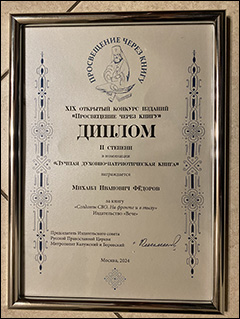 ПРОСВЕЩЕНИЕ ЧЕРЕЗ КНИГУ
XIX ОТКРЫТЫЙ КОНКУРС ИЗДАНИЙ
«ПРОСВЕЩЕНИЕ ЧЕРЕЗ КНИГУ»
ДИПЛОМ
II СТЕПЕНИ
в номинации
«ЛУЧШАЯ ДУХОВНО-ПАТРИОТИЧЕСКАЯ КНИГА»
награждается
МИХАИЛ ИВАНОВИЧ ФЁДОРОВ
за книгу
«Солдаты СВО. На фронте и в тылу»
Издательство «Вече»
Председатель Издательского совета
Русской Православной Церкви
Митрополит Калужский и Боровский
Москва, 2024